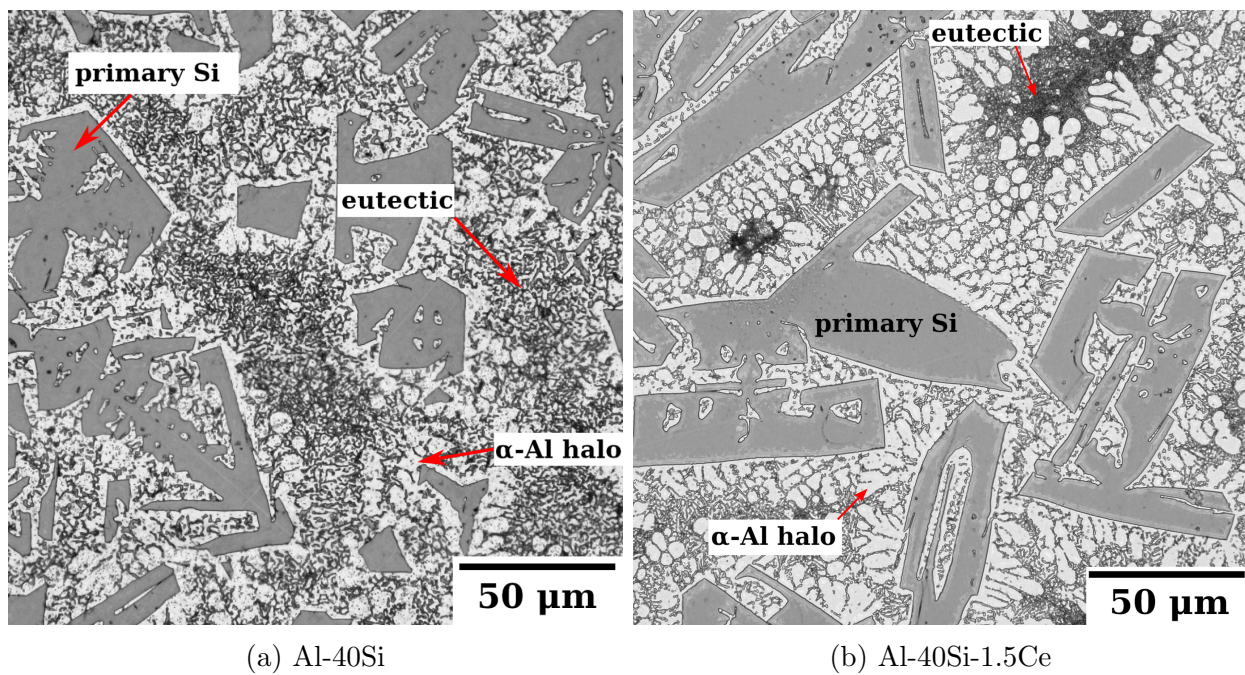 primary Si
eutectic
α-Al halo
50 μm
eutectic
primary Si
α-Al halo
50 μm
(a) Al-40Si
(b) Al-40Si-1.5Ce